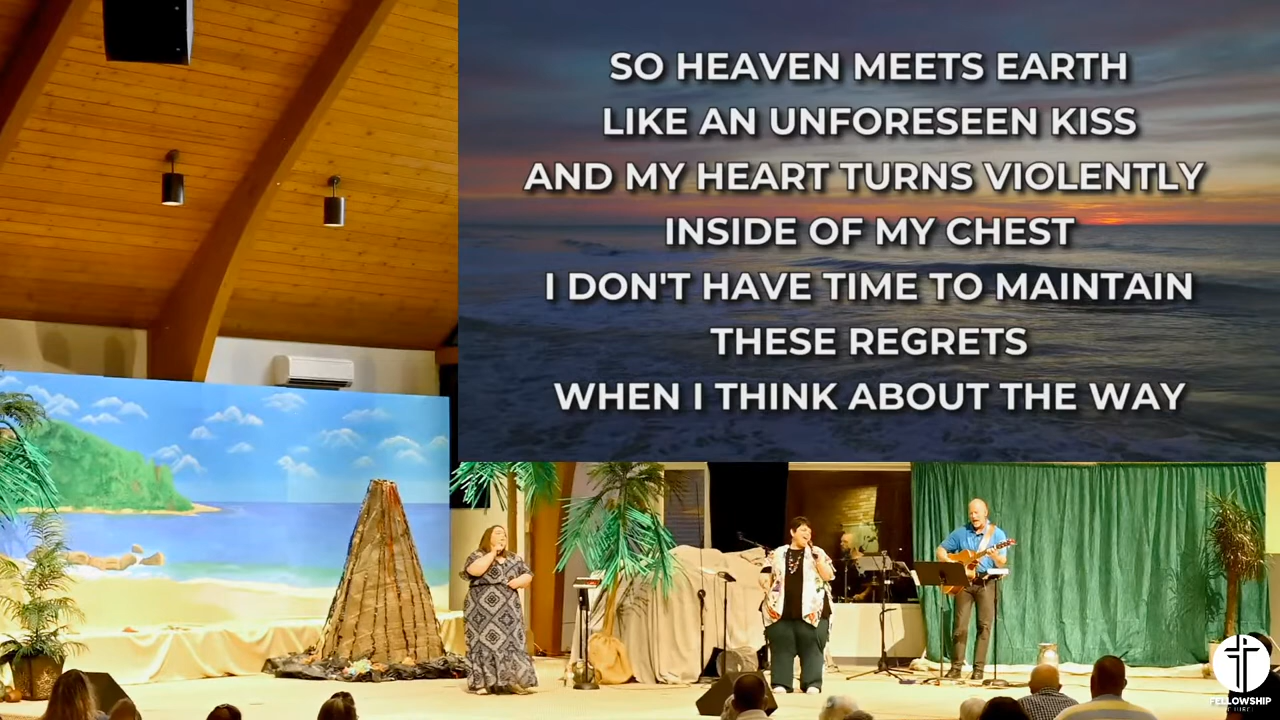 SO HEAVEN MEETS EARTH
LIKE AN UNFORESEEN KISS
AND MY HEART TURNS VIOLENTLY
INSIDE OF MY CHEST
I DON'T HAVE TIME TO MAINTAIN
THESE REGRETS
WHEN I THINK ABOUT THE WAY
FELLOWSHIP